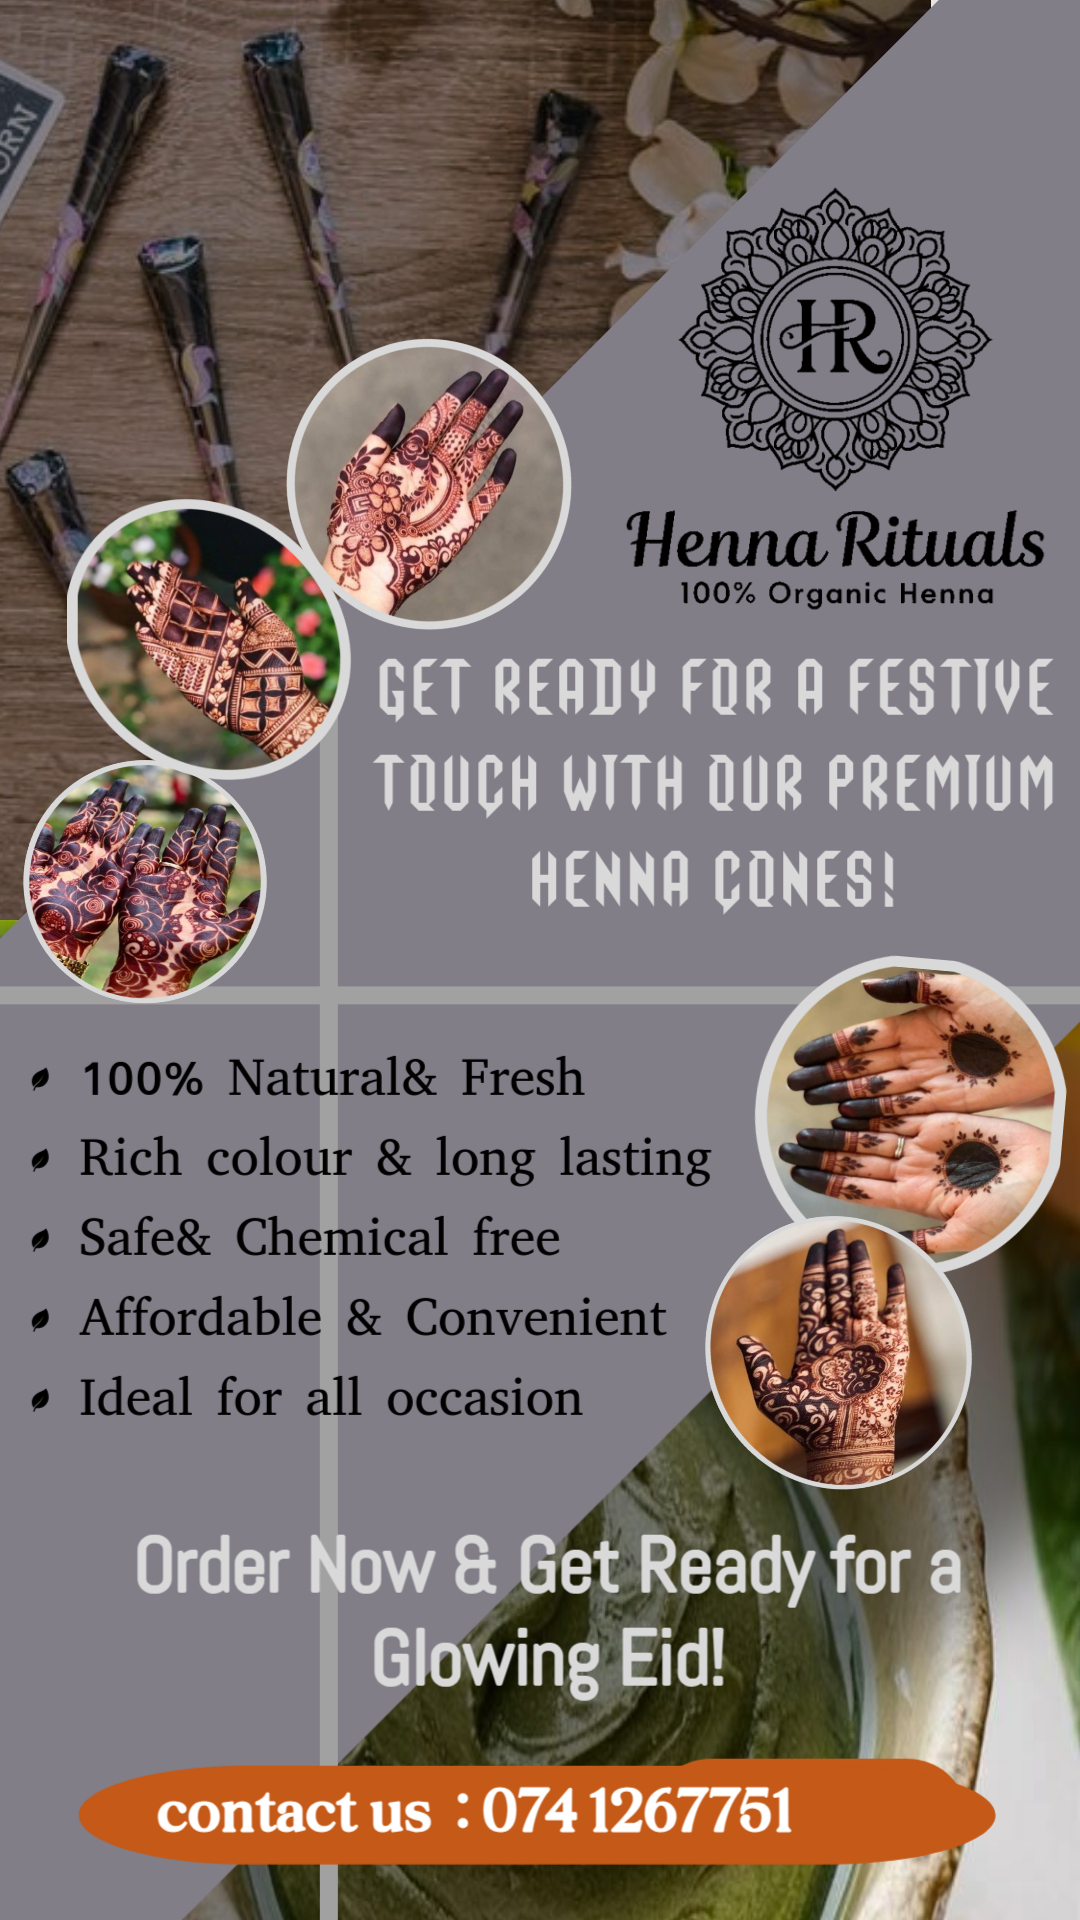 ORN
HR
Henna Rituals
100% Organic Henna
GET READY FOR A FESTIVE
TOUCH WITH OUR PREMIUM
HENNA CONES!
100% Natural& Fresh
Rich colour & long lasting
Safe& Chemical free
Affordable & Convenient
Ideal for all occasion
Order Now & Get Ready for a
Glowing Eid!
contact us : 074 1267751